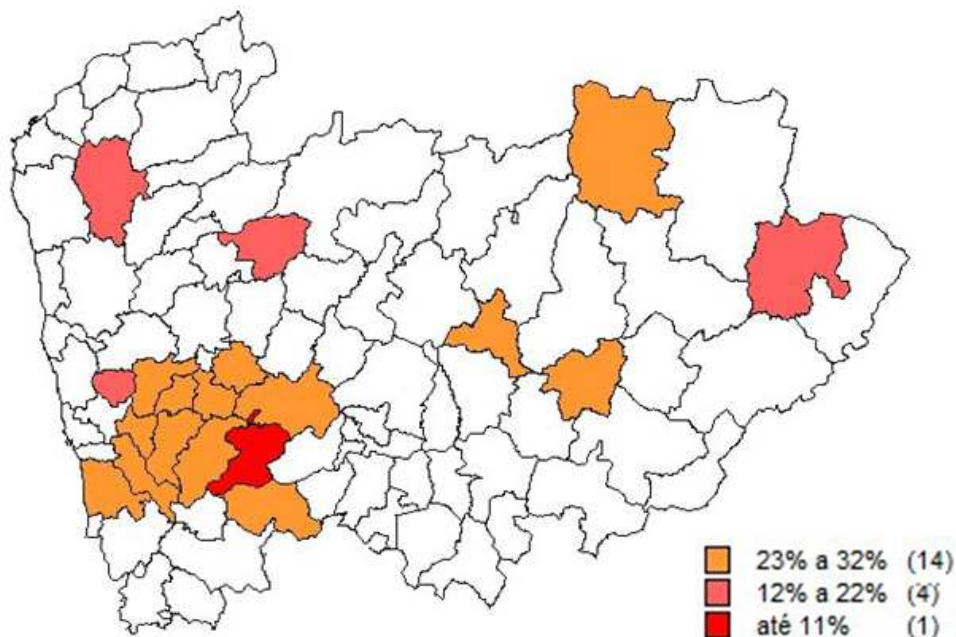 23% a 32% (14)
12% a 22% (4)
até 11% (1)